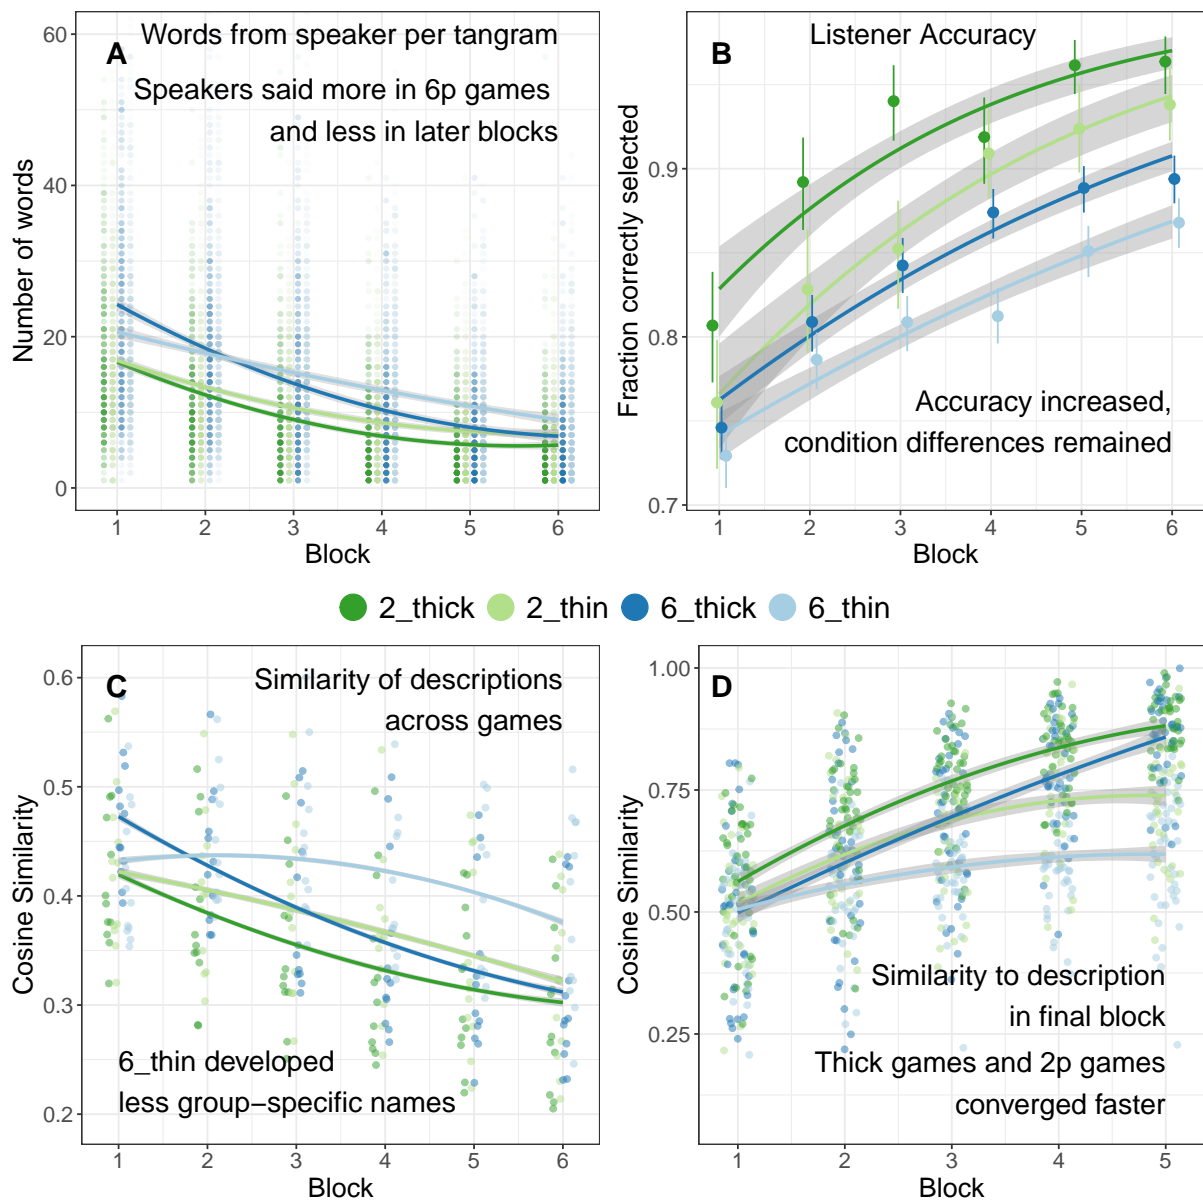 A
Words from speaker per tangram
Speakers said more in 6p games
and less in later blocks
Number of words
60
40
20
0
1 2 3 4 5 6
Block
B
Listener Accuracy
Accuracy increased,
condition differences remained
Fraction correctly selected
0.9
0.8
0.7
1 2 3 4 5 6
Block
2_thick 2_thin 6_thick 6_thin
C
Similarity of descriptions
across games
6_thin developed
less group−specific names
Cosine Similarity
0.6
0.5
0.4
0.3
0.2
1 2 3 4 5 6
Block
D
Similarity to description
in final block
Thick games and 2p games
converged faster
Cosine Similarity
1.00
0.75
0.50
0.25
1 2 3 4 5
Block